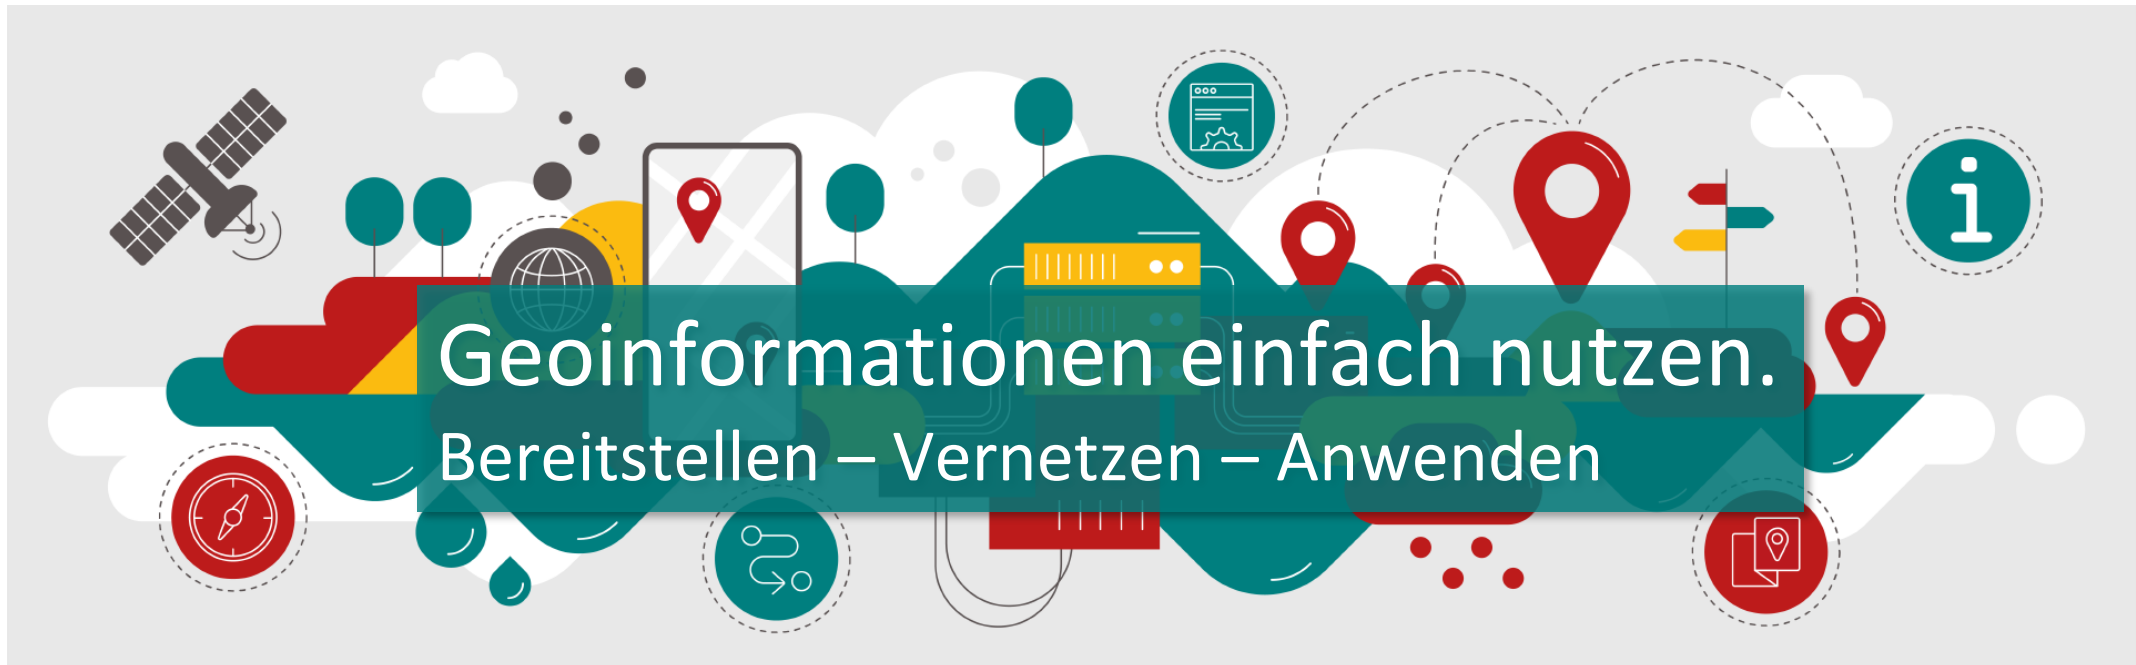 Geoinformationen einfach nutzen.
Bereitstellen – Vernetzen – Anwenden
i